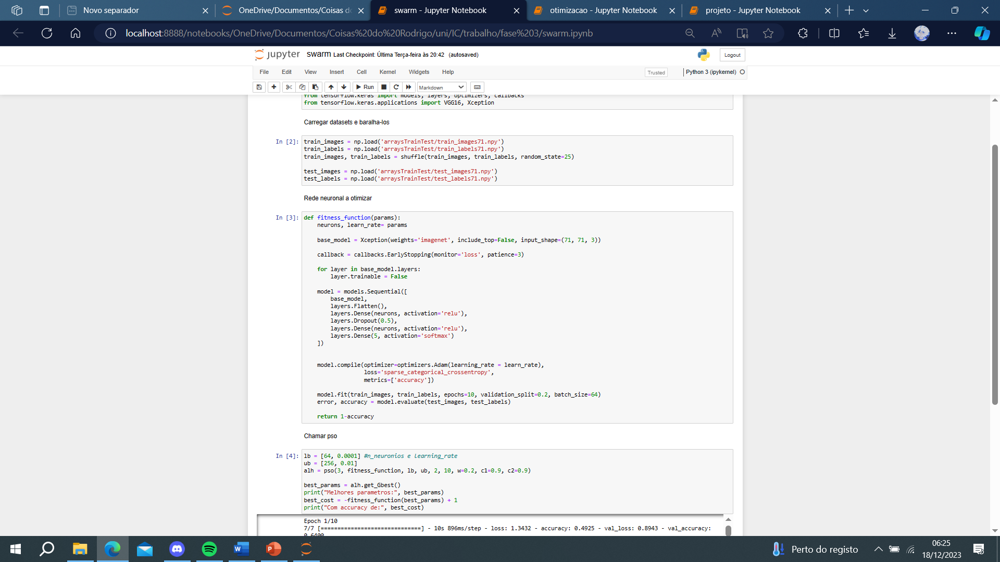 Novo separador
OneDrive/Documentos/Coisas do
swarm - Jupyter Notebook
otimizacao - Jupyter Notebook
projeto - Jupyter Notebook
localhost:8888/notebooks/OneDrive/Documentos/Coisas%20do%20Rodrigo/uni/IC/trabalho/fase%203/swarm.ipynb
jupyter swarm Last Checkpoint: Última Terça-feira às 20:42 (autosaved)
Logout
File Edit View Insert Cell Kernel Widgets Help
Trusted
Python 3 (ipykernel)
Run
Markdown
from tensorflow.keras import models, layers, optimizers, callbacks
from tensorflow.keras.applications import VGG16, Xception
Carregar datasets e baralha-los
In [2]:
train_images = np.load('arraysTrainTest/train_images71.npy')
train_labels = np.load('arraysTrainTest/train_labels71.npy')
train_images, train_labels = shuffle(train_images, train_labels, random_state=25)
test_images = np.load('arraysTrainTest/test_images71.npy')
test_labels = np.load('arraysTrainTest/test_labels71.npy')
Rede neuronal a otimizar
In [3]:
def fitness_function(params):
    neurons, learn_rate= params
    base_model = Xception(weights='imagenet', include_top=False, input_shape=(71, 71, 3))
    callback = callbacks.EarlyStopping(monitor='loss', patience=3)
    for layer in base_model.layers:
        layer.trainable = False
    model = models.Sequential([
        base_model,
        layers.Flatten(),
        layers.Dense(neurons, activation='relu'),
        layers.Dropout(0.5),
        layers.Dense(neurons, activation='relu'),
        layers.Dense(5, activation='softmax')
    ])
    model.compile(optimizer=optimizers.Adam(learning_rate = learn_rate),
                  loss='sparse_categorical_crossentropy',
                  metrics=['accuracy'])
    model.fit(train_images, train_labels, epochs=10, validation_split=0.2, batch_size=64)
    error, accuracy = model.evaluate(test_images, test_labels)
    return 1-accuracy
Chamar pso
In [4]:
lb = [64, 0.0001] #n_neuronios e learning_rate
ub = [256, 0.01]
alh = pso(3, fitness_function, lb, ub, 2, 10, w=0.2, c1=0.9, c2=0.9)
best_params = alh.get_Gbest()
print("Melhores parametros:", best_params)
best_cost = -fitness_function(best_params) + 1
print("Com accuracy de:", best_cost)
Epoch 1/10
7/7 [==============================] - 10s 896ms/step - loss: 1.3432 - accuracy: 0.4925 - val_loss: 0.8943 - val_accuracy:
0.6400
Perto do registo
06:25
18/12/2023